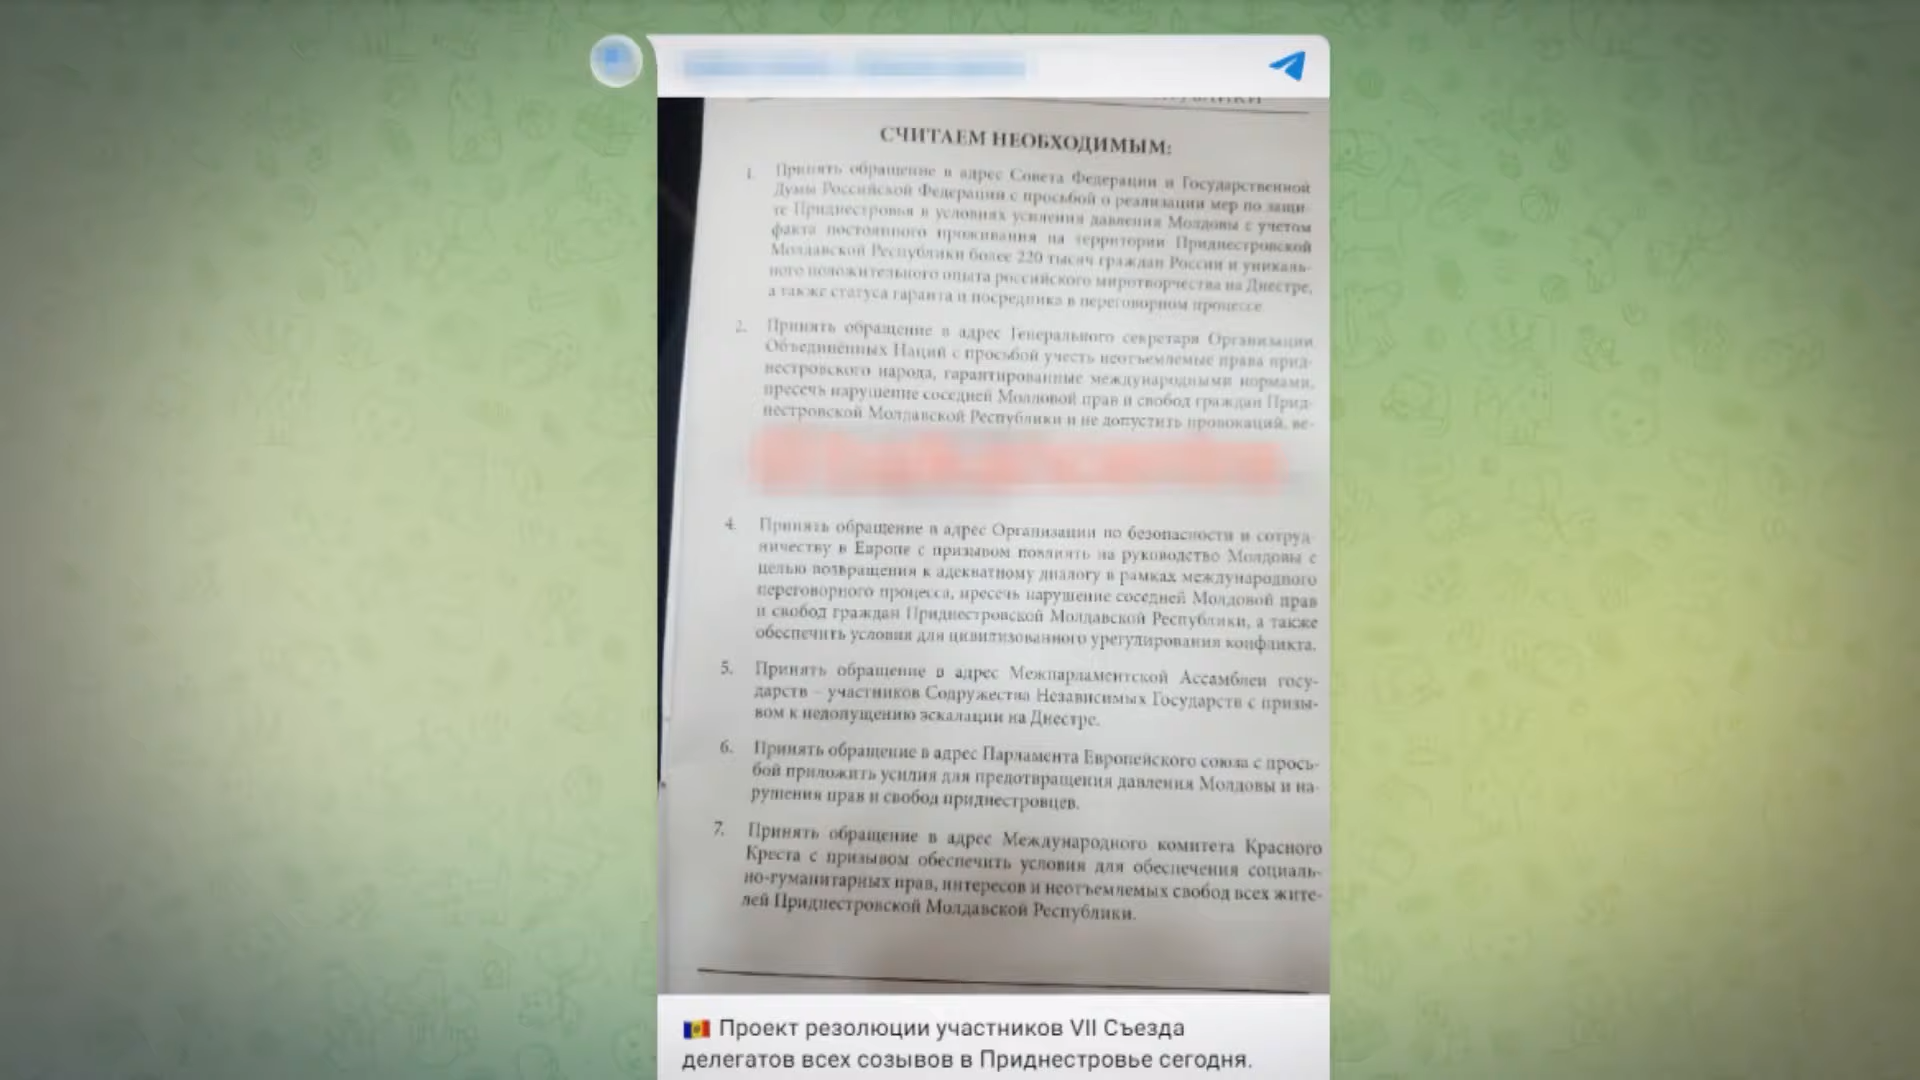 СЧИТАЕМ НЕОБХОДИМЫМ:
1. Принять обращение в адрес Совета Федерации и Государственной
Думы Российской Федерации с просьбой о реализации мер по защи-
те Приднестровья в условиях усиления давления Молдовы с учетом
факта постоянного проживания на территории Приднестровской
Молдавской Республики более 220 тысяч граждан России и уникаль-
ного положительного опыта российского миротворчества на Днестре,
а также статуса гаранта и посредника в переговорном процессе
2. Принять обращение в адрес Генерального секретаря Организации
Объединённых Наций с просьбой учесть неотъемлемые права прид-
нестровского народа, гарантированные международными нормами,
пресечь нарушение соседней Молдовой прав и свобод граждан Прид-
нестровской Молдавской Республики и не допустить провокаций, ве-
4. Принять обращение в адрес Организации по безопасности и сотруд-
ничеству в Европе с призывом повлиять на руководство Молдовы с
целью возвращения к адекватному диалогу в рамках международного
переговорного процесса, пресечь нарушение соседней Молдовой прав
и свобод граждан Приднестровской Молдавской Республики, а также
обеспечить условия для цивилизованного урегулирования конфликта.
5. Принять обращение в адрес Межпарламентской Ассамблеи госу-
дарств – участников Содружества Независимых Государств с призы-
вом к недопущению эскалации на Днестре.
6. Принять обращение в адрес Парламента Европейского союза с прось-
бой приложить усилия для предотвращения давления Молдовы и на-
рушения прав и свобод приднестровцев.
7. Принять обращение в адрес Международного комитета Красного
Креста с призывом обеспечить условия для обеспечения социаль-
но-гуманитарных прав, интересов и неотъемлемых свобод всех жите-
лей Приднестровской Молдавской Республики.
Проект резолюции участников VII Съезда
делегатов всех созывов в Приднестровье сегодня.